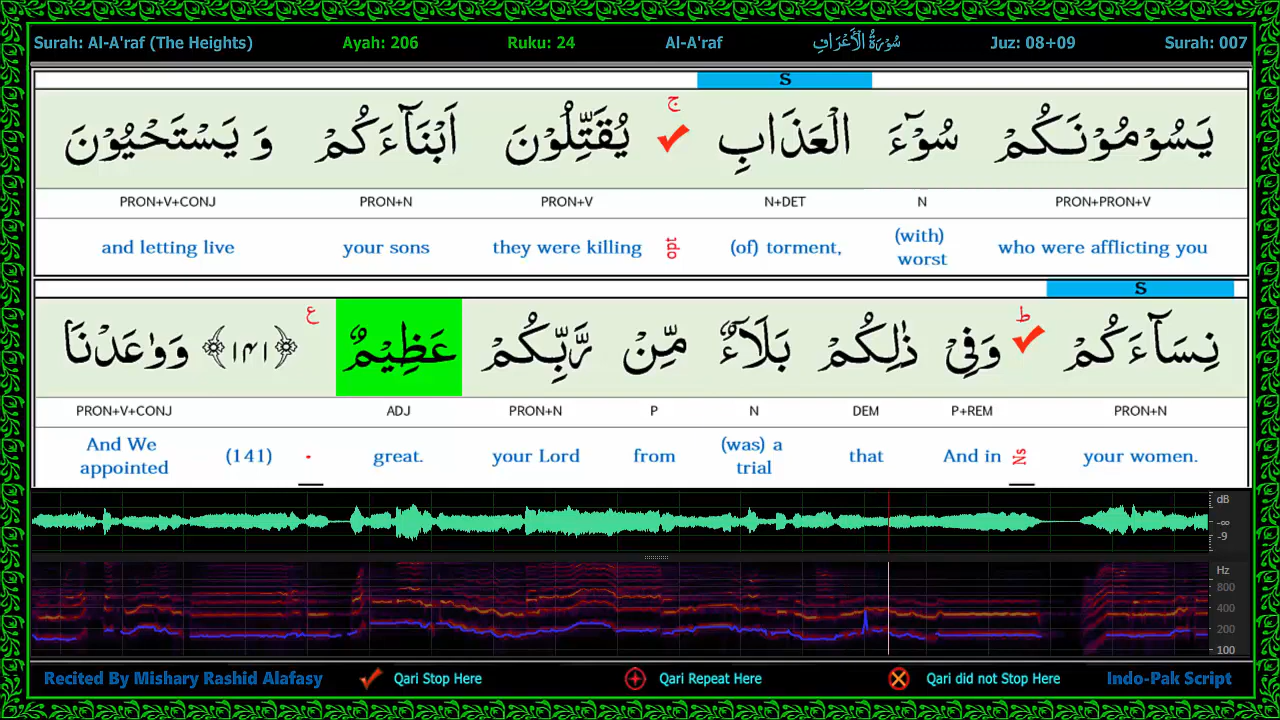 Surah: Al-A'raf (The Heights) Ayah: 206 Ruku: 24 Al-A'raf سُوْرَةُ الْأَعْرَافِ Juz: 08+09 Surah: 007
S
يَسُوْمُوْنَكُمْ سُوْٓءَ الْعَذَابِ ۚ يُقَتِّلُوْنَ اَبْنَآءَكُمْ وَ يَسْتَحْيُوْنَ
PRON+V+CONJ PRON+N PRON+V N+DET N PRON+PRON+V
and letting live your sons they were killing opt (of) torment, (with) worst who were afflicting you
S
نِسَآءَكُمْ ؕ وَفِیْ ذٰلِكُمْ بَلَآءٌ مِّنْ رَّبِّكُمْ عَظِيْمٌ ع ﴿۱۴۱﴾ وَوٰعَدْنَا
PRON+V+CONJ ADJ PRON+N P N DEM P+REM PRON+N
And We appointed (141) . great. your Lord from (was) a trial that And in Ns your women.
dB
-∞
-9
Hz
800
400
200
100
Recited By Mishary Rashid Alafasy Qari Stop Here Qari Repeat Here Qari did not Stop Here Indo-Pak Script